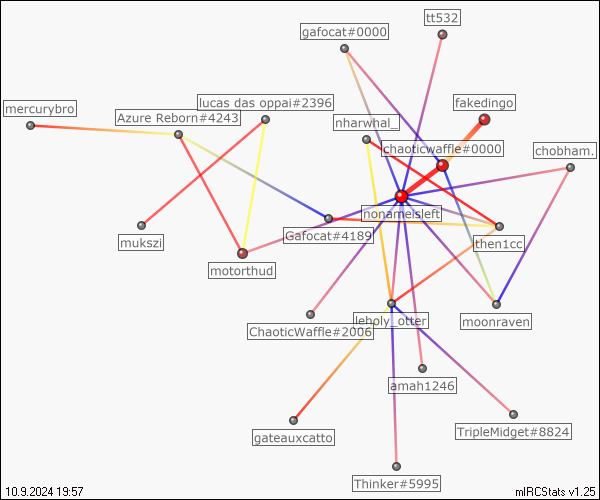 tt532
gafocat#0000
fakedingo
mercurybro
lucas das oppai#2396
Azure Reborn#4243
nharwhal_
chaoticwaffle#0000
chobham.
nonameisleft
Gafocat#4189
then1cc
mukszi
motorthud
leholy_otter
moonraven
ChaoticWaffle#2006
amah1246
gateauxcatto
TripleMidget#8824
Thinker#5995
10.9.2024 19:57
mIRCStats v1.25